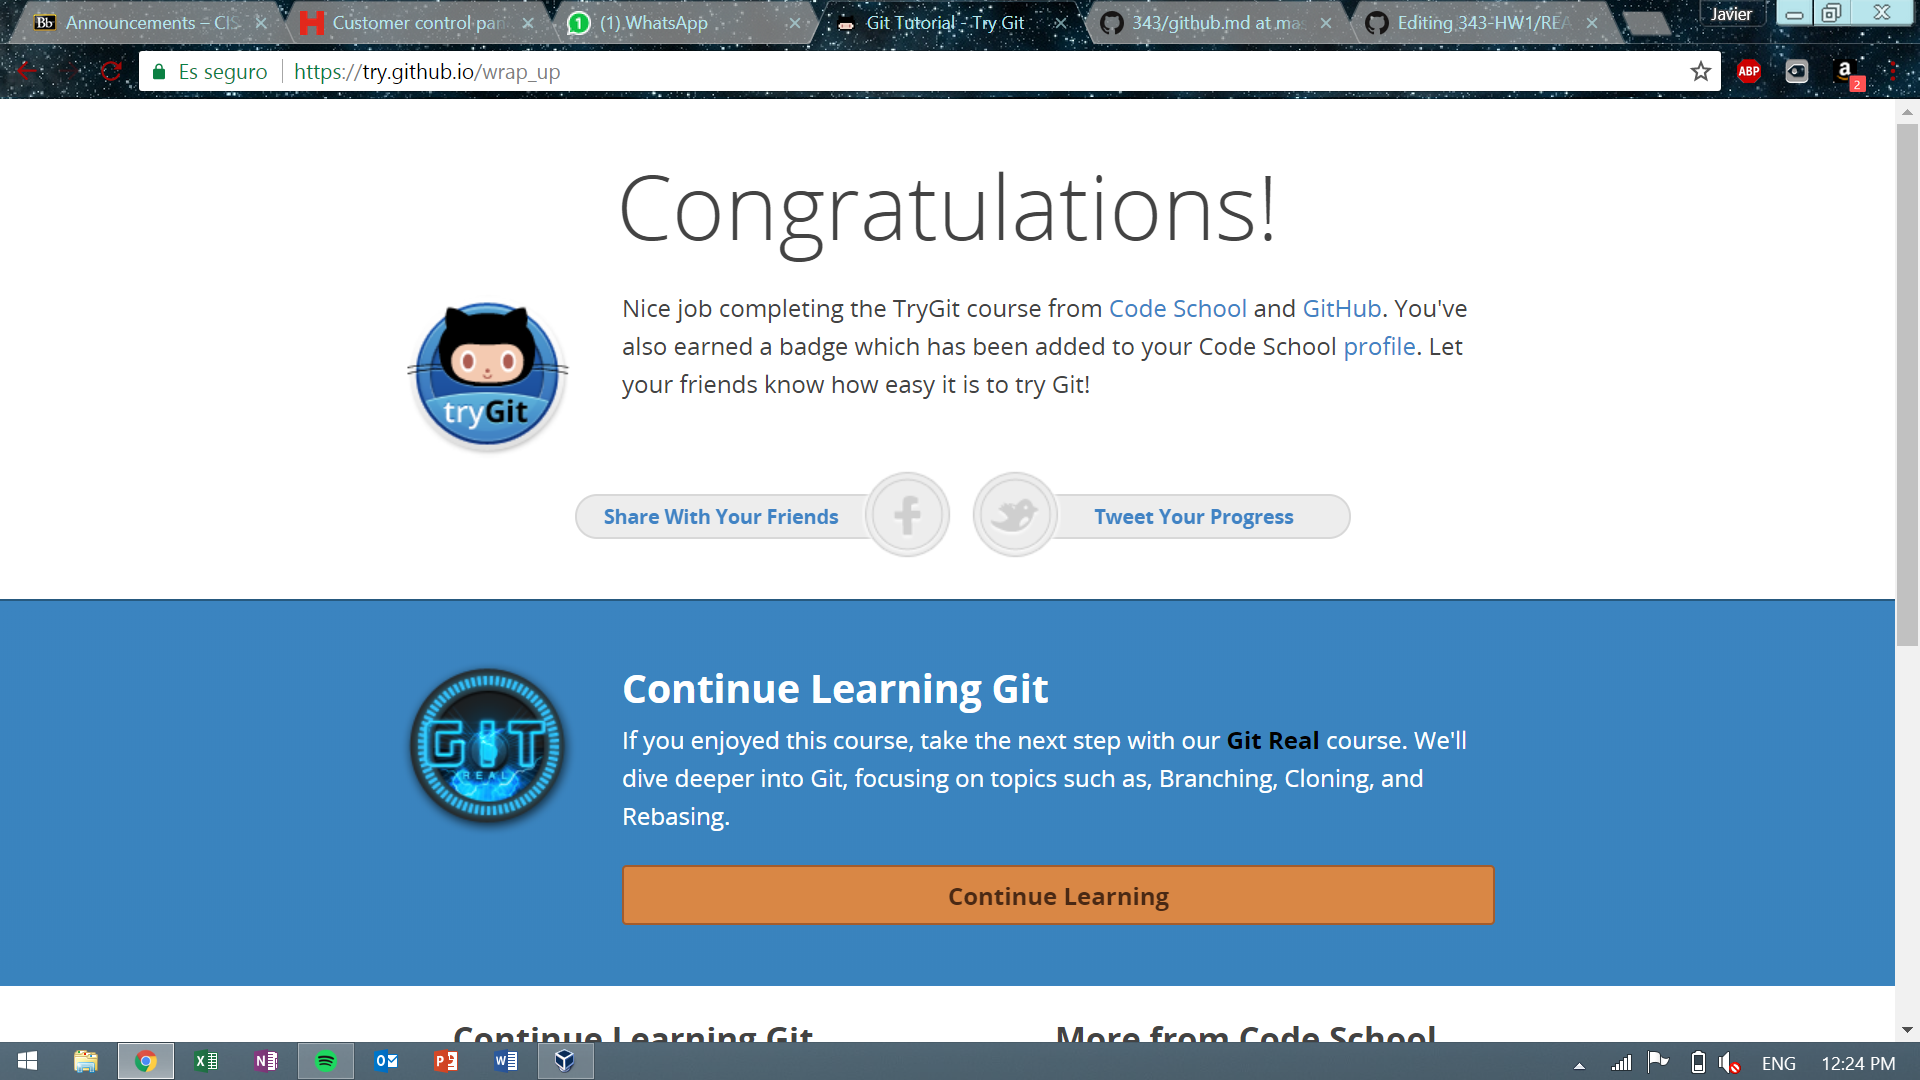 Announcements – CIS
Customer control pan
1 (1) WhatsApp
Git Tutorial - Try Git
343/github.md at mas
Editing 343-HW1/REA
Javier
Es seguro
https://try.github.io/wrap_up
ABP
2
Congratulations!
Nice job completing the TryGit course from Code School and GitHub. You've
also earned a badge which has been added to your Code School profile. Let
your friends know how easy it is to try Git!
tryGit
Share With Your Friends
Tweet Your Progress
GIT
REAL
Continue Learning Git
If you enjoyed this course, take the next step with our Git Real course. We'll
dive deeper into Git, focusing on topics such as, Branching, Cloning, and
Rebasing.
Continue Learning
Continue Learning Git
More from Code School
ENG
12:24 PM